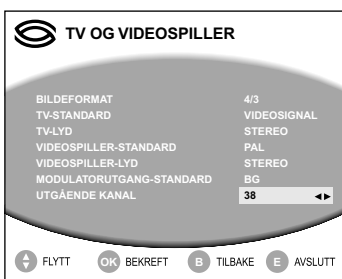 TV OG VIDEOSPILLER
BILDEFORMAT 4/3
TV-STANDARD VIDEOSIGNAL
TV-LYD STEREO
VIDEOSPILLER-STANDARD PAL
VIDEOSPILLER-LYD STEREO
MODULATORUTGANG-STANDARD BG
UTGÅENDE KANAL 38
FLYTT OK BEKREFT B TILBAKE E AVSLUTT